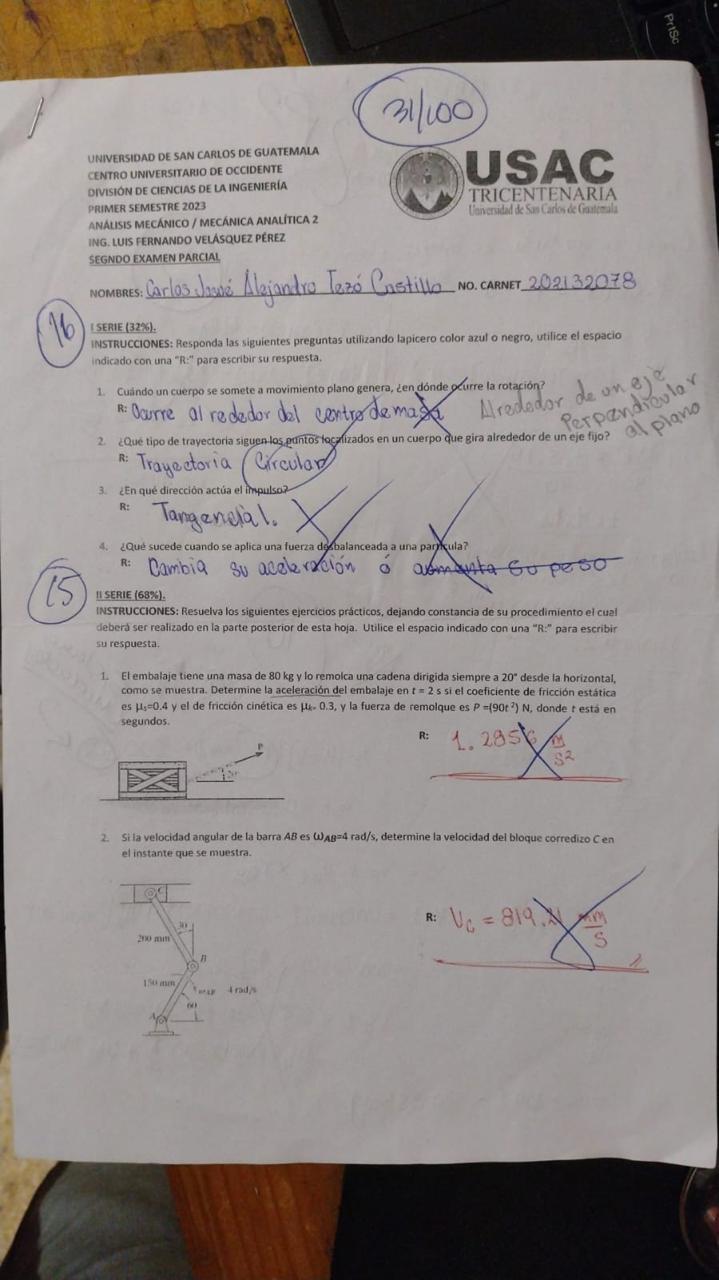 PrtSc
31/100
UNIVERSIDAD DE SAN CARLOS DE GUATEMALA
CENTRO UNIVERSITARIO DE OCCIDENTE
DIVISIÓN DE CIENCIAS DE LA INGENIERÍA
PRIMER SEMESTRE 2023
ANÁLISIS MECÁNICO / MECÁNICA ANALÍTICA 2
ING. LUIS FERNANDO VELÁSQUEZ PÉREZ
SEGNDO EXAMEN PARCIAL
USAC
TRICENTENARIA
Universidad de San Carlos de Guatemala
NOMBRES: Carlos Josué Alejandro Tezó Castillo NO. CARNET 202132078
16
I SERIE (32%).
INSTRUCCIONES: Responda las siguientes preguntas utilizando lapicero color azul o negro, utilice el espacio
indicado con una "R:" para escribir su respuesta.
1. Cuándo un cuerpo se somete a movimiento plano genera, ¿en dónde ocurre la rotación?
R: Ocurre al rededor del centro de masa
Alrededor de un eje
Perpendicular
al plano
2. ¿Qué tipo de trayectoria siguen los puntos localizados en un cuerpo que gira alrededor de un eje fijo?
R: Trayectoria Circular
3. ¿En qué dirección actúa el impulso?
R: Tangencial.
4. ¿Qué sucede cuando se aplica una fuerza desbalanceada a una partícula?
R: Cambia su aceleración ó aumenta su peso
15
II SERIE (68%).
INSTRUCCIONES: Resuelva los siguientes ejercicios prácticos, dejando constancia de su procedimiento el cual
deberá ser realizado en la parte posterior de esta hoja. Utilice el espacio indicado con una "R:" para escribir
su respuesta.
1. El embalaje tiene una masa de 80 kg y lo remolca una cadena dirigida siempre a 20° desde la horizontal,
como se muestra. Determine la aceleración del embalaje en t = 2 s si el coeficiente de fricción estática
es μs=0.4 y el de fricción cinética es μk= 0.3, y la fuerza de remolque es P =(90t ²) N, donde t está en
segundos.
R: 1.2856 m/s²
P
2. Si la velocidad angular de la barra AB es ωAB=4 rad/s, determine la velocidad del bloque corredizo C en
el instante que se muestra.
C
30
200 mm
B
150 mm
ωAB 4 rad/s
60
A
R: Vc = 819. mm/s